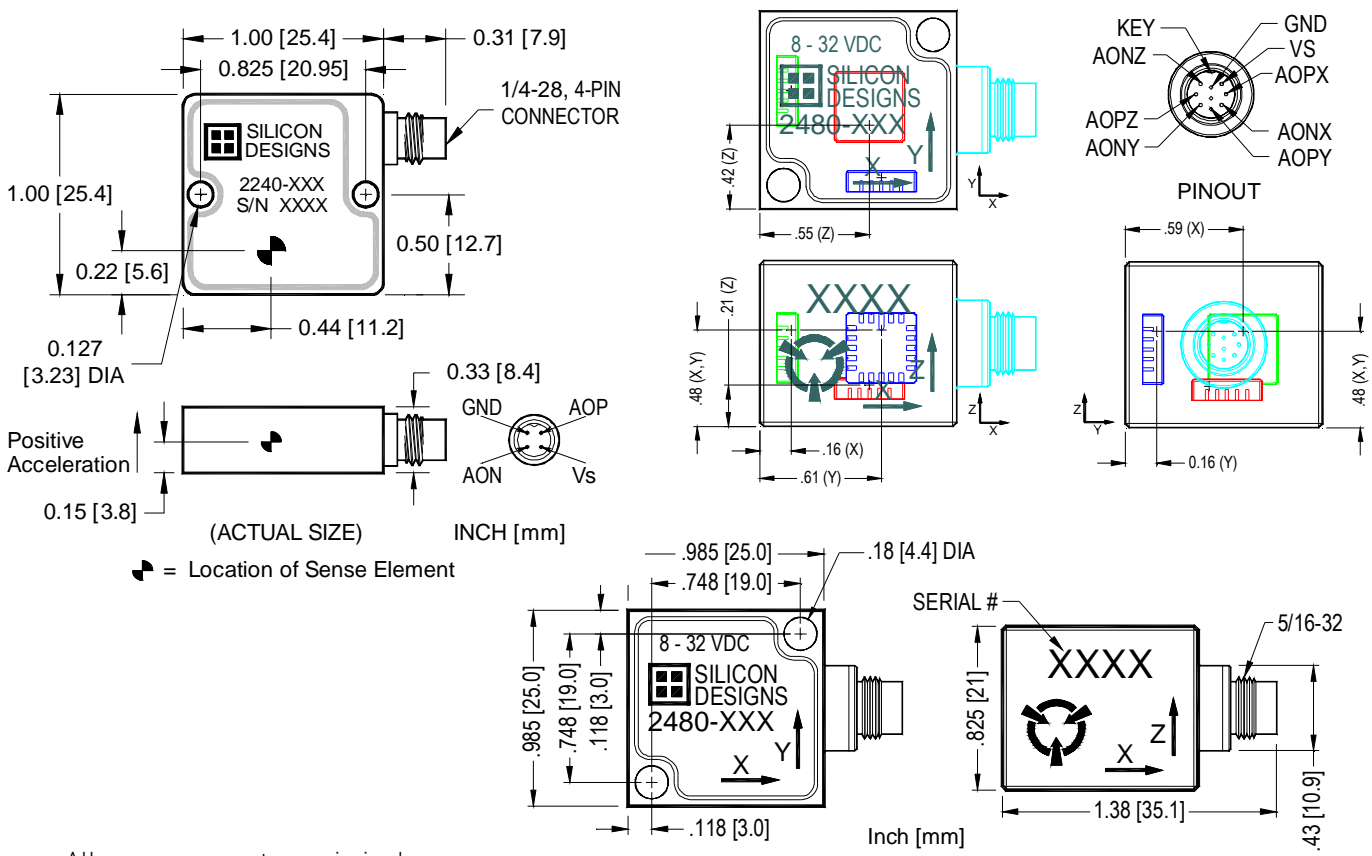 1.00 [25.4]
0.31 [7.9]
0.825 [20.95]
1/4-28, 4-PIN
CONNECTOR
SILICON
DESIGNS
2240-XXX
S/N XXXX
1.00 [25.4]
0.50 [12.7]
0.22 [5.6]
0.44 [11.2]
0.127
[3.23] DIA
0.33 [8.4]
GND
AOP
AON
Vs
Positive
Acceleration
0.15 [3.8]
(ACTUAL SIZE)
INCH [mm]
= Location of Sense Element
8 - 32 VDC
SILICON
DESIGNS
2480-XXX
Y
X
.42 (Z)
.55 (Z)
Y
X
KEY
GND
AONZ
VS
AOPX
AOPZ
AONX
AONY
AOPY
PINOUT
XXXX
Z
X
.21 (Z)
.48 (X,Y)
.16 (X)
.61 (Y)
Z
X
.59 (X)
.48 (X,Y)
0.16 (Y)
Z
Y
.985 [25.0]
.18 [4.4] DIA
.748 [19.0]
8 - 32 VDC
SILICON
DESIGNS
2480-XXX
Y
X
.985 [25.0]
.748 [19.0]
.118 [3.0]
.118 [3.0]
SERIAL #
5/16-32
XXXX
Z
X
.825 [21]
1.38 [35.1]
.43 [10.9]
Inch [mm]